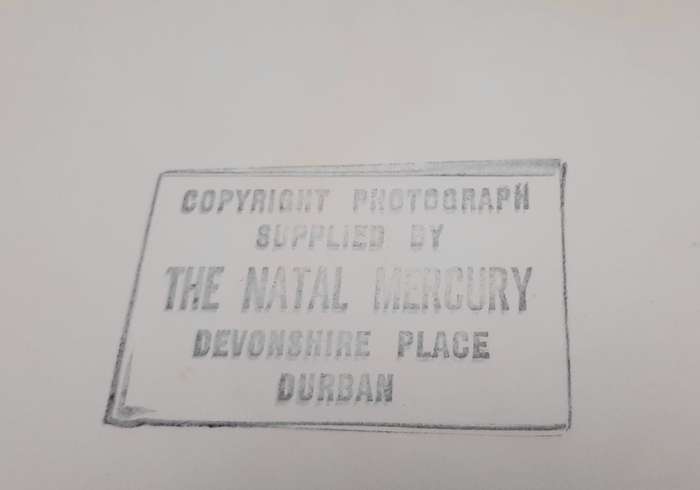 COPYRIGHT PHOTOGRAPH
SUPPLIED BY
THE NATAL MERCURY
DEVONSHIRE PLACE
DURBAN